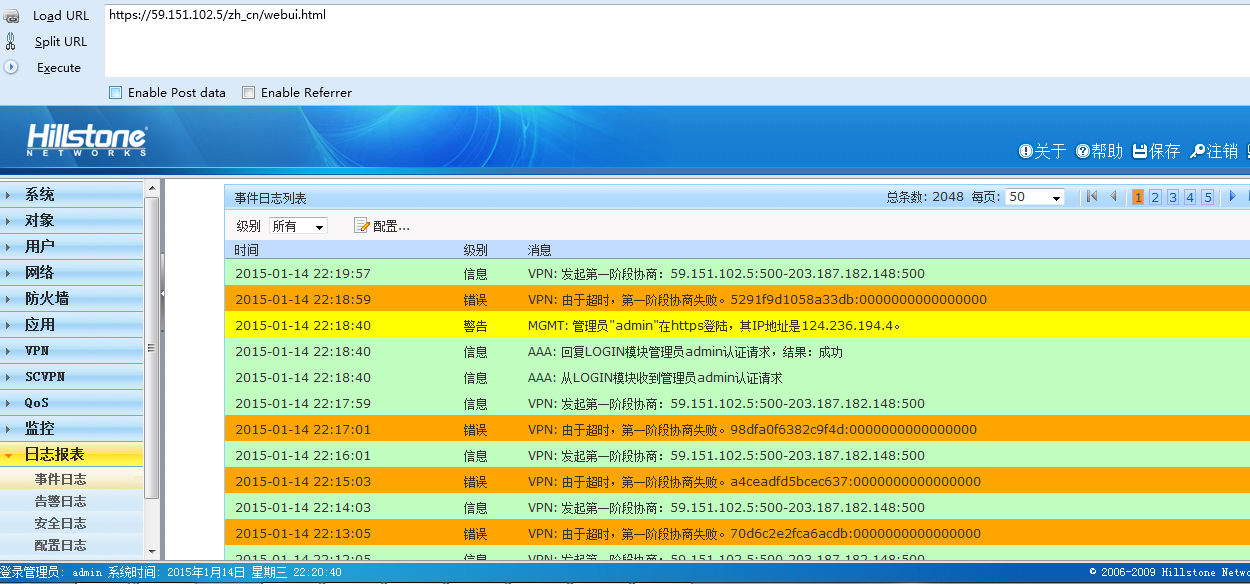 Load URL https://59.151.102.5/zh_cn/webui.html
Split URL
Execute
Enable Post data Enable Referrer
Hillstone
NETWORKS
关于 帮助 保存 注销
系统
对象
用户
网络
防火墙
应用
VPN
SCVPN
QoS
监控
日志报表
事件日志
告警日志
安全日志
配置日志
事件日志列表 总条数: 2048 每页: 50 1 2 3 4 5
级别 所有 配置...
时间 级别 消息
2015-01-14 22:19:57 信息 VPN: 发起第一阶段协商：59.151.102.5:500-203.187.182.148:500
2015-01-14 22:18:59 错误 VPN: 由于超时，第一阶段协商失败。5291f9d1058a33db:0000000000000000
2015-01-14 22:18:40 警告 MGMT: 管理员"admin"在https登陆，其IP地址是124.236.194.4。
2015-01-14 22:18:40 信息 AAA: 回复LOGIN模块管理员admin认证请求，结果：成功
2015-01-14 22:18:40 信息 AAA: 从LOGIN模块收到管理员admin认证请求
2015-01-14 22:17:59 信息 VPN: 发起第一阶段协商：59.151.102.5:500-203.187.182.148:500
2015-01-14 22:17:01 错误 VPN: 由于超时，第一阶段协商失败。98dfa0f6382c9f4d:0000000000000000
2015-01-14 22:16:01 信息 VPN: 发起第一阶段协商：59.151.102.5:500-203.187.182.148:500
2015-01-14 22:15:03 错误 VPN: 由于超时，第一阶段协商失败。a4ceadfd5bcec637:0000000000000000
2015-01-14 22:14:03 信息 VPN: 发起第一阶段协商：59.151.102.5:500-203.187.182.148:500
2015-01-14 22:13:05 错误 VPN: 由于超时，第一阶段协商失败。70d6c2e2fca6acdb:0000000000000000
2015-01-14 22:12:05 信息 VPN: 发起第一阶段协商：59.151.102.5:500-203.187.182.148:500
登录管理员: admin 系统时间: 2015年1月14日 星期三 22:20:40 © 2006-2009 Hillstone Netwo